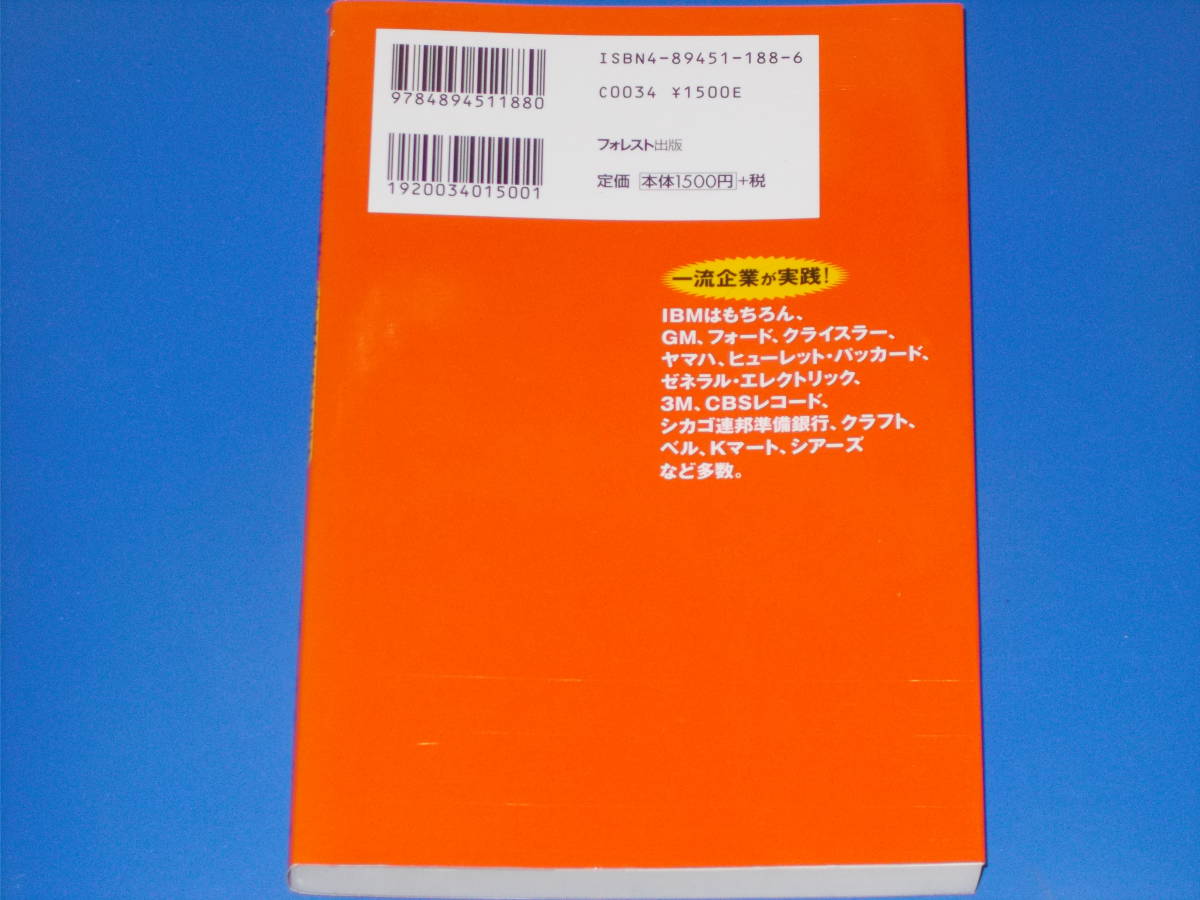 ISBN4-89451-188-6
9784894511880
C0034 ¥1500E
フォレスト出版
1920034015001
定価 本体1500円+税
一流企業が実践!
IBMはもちろん、
GM、フォード、クライスラー、
ヤマハ、ヒューレット・パッカード、
ゼネラル・エレクトリック、
3M、CBSレコード、
シカゴ連邦準備銀行、クラフト、
ベル、Kマート、シアーズ
など多数。